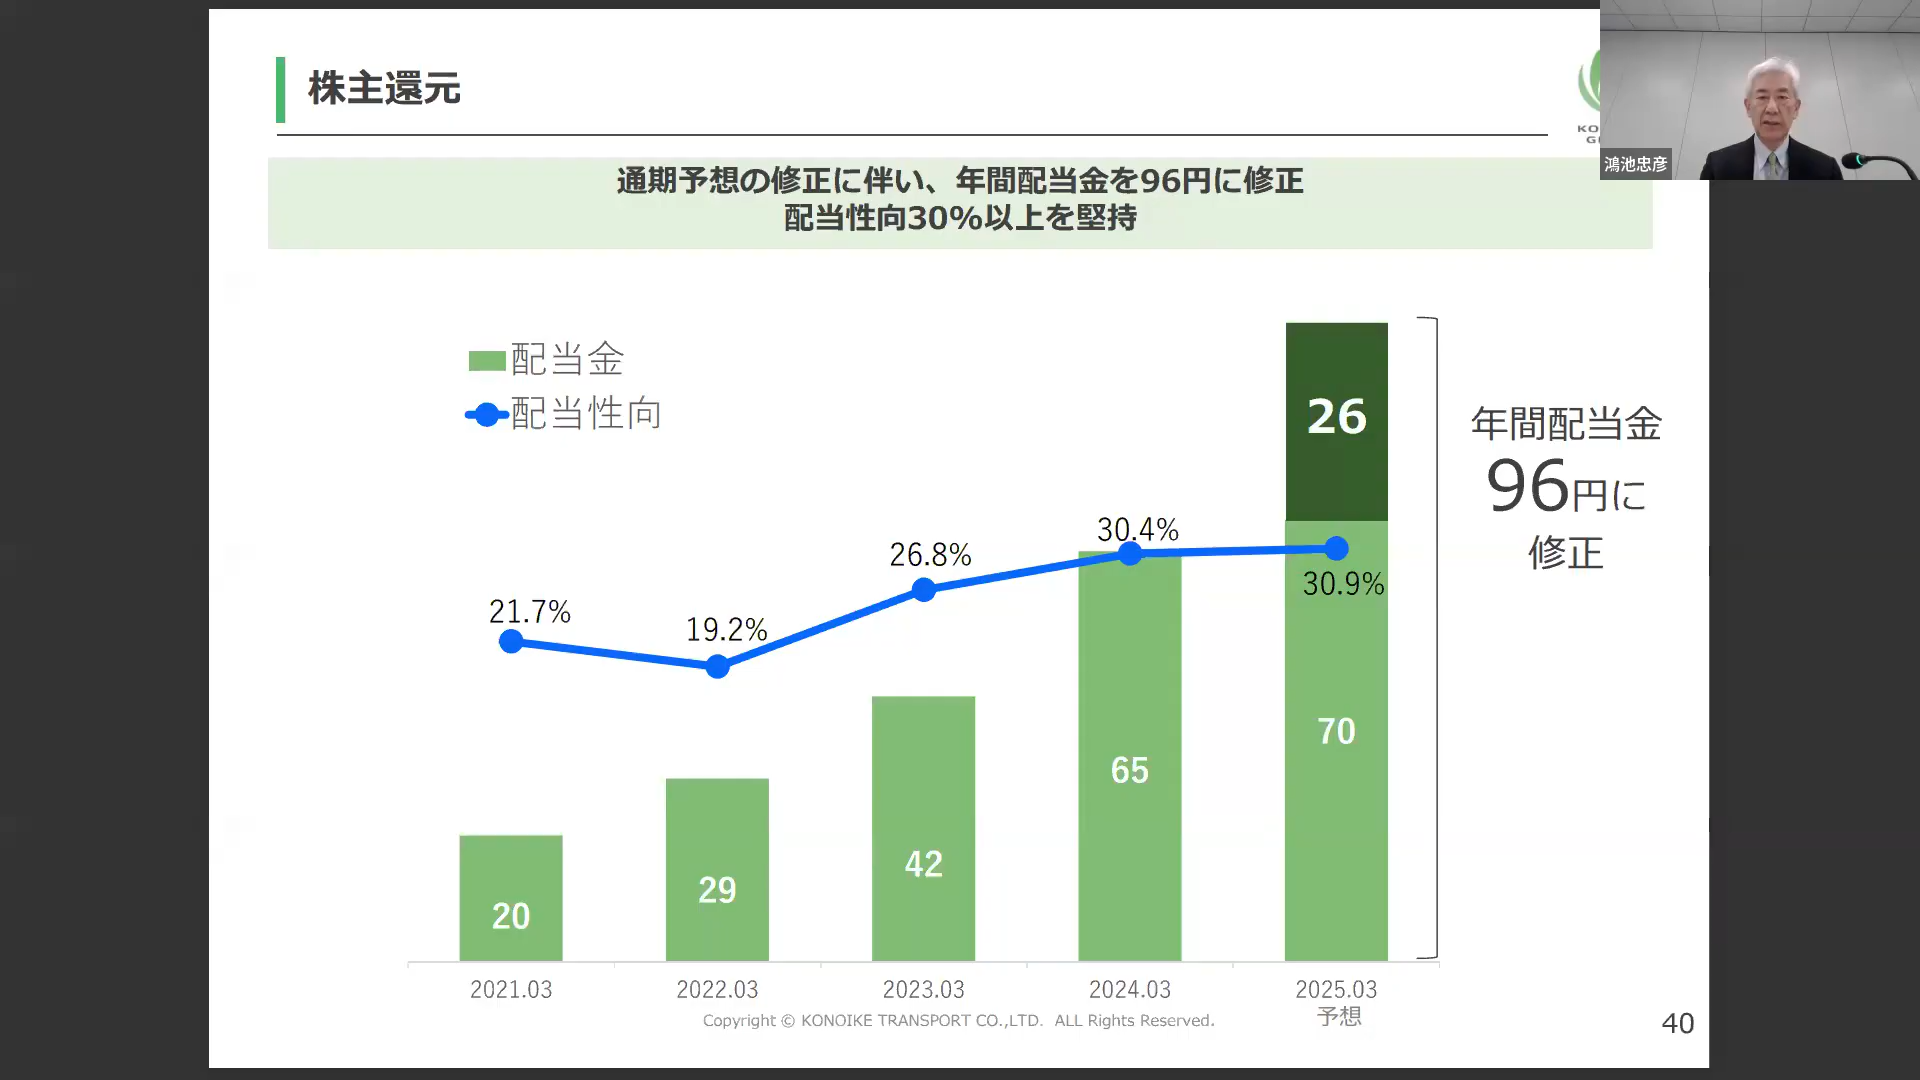 株主還元
KO
G
鴻池忠彦
通期予想の修正に伴い、年間配当金を96円に修正
配当性向30%以上を堅持
配当金
配当性向
21.7%
19.2%
26.8%
30.4%
30.9%
20
29
42
65
70
26
年間配当金
96円に
修正
2021.03
2022.03
2023.03
2024.03
2025.03
予想
Copyright © KONOIKE TRANSPORT CO.,LTD. ALL Rights Reserved.
40